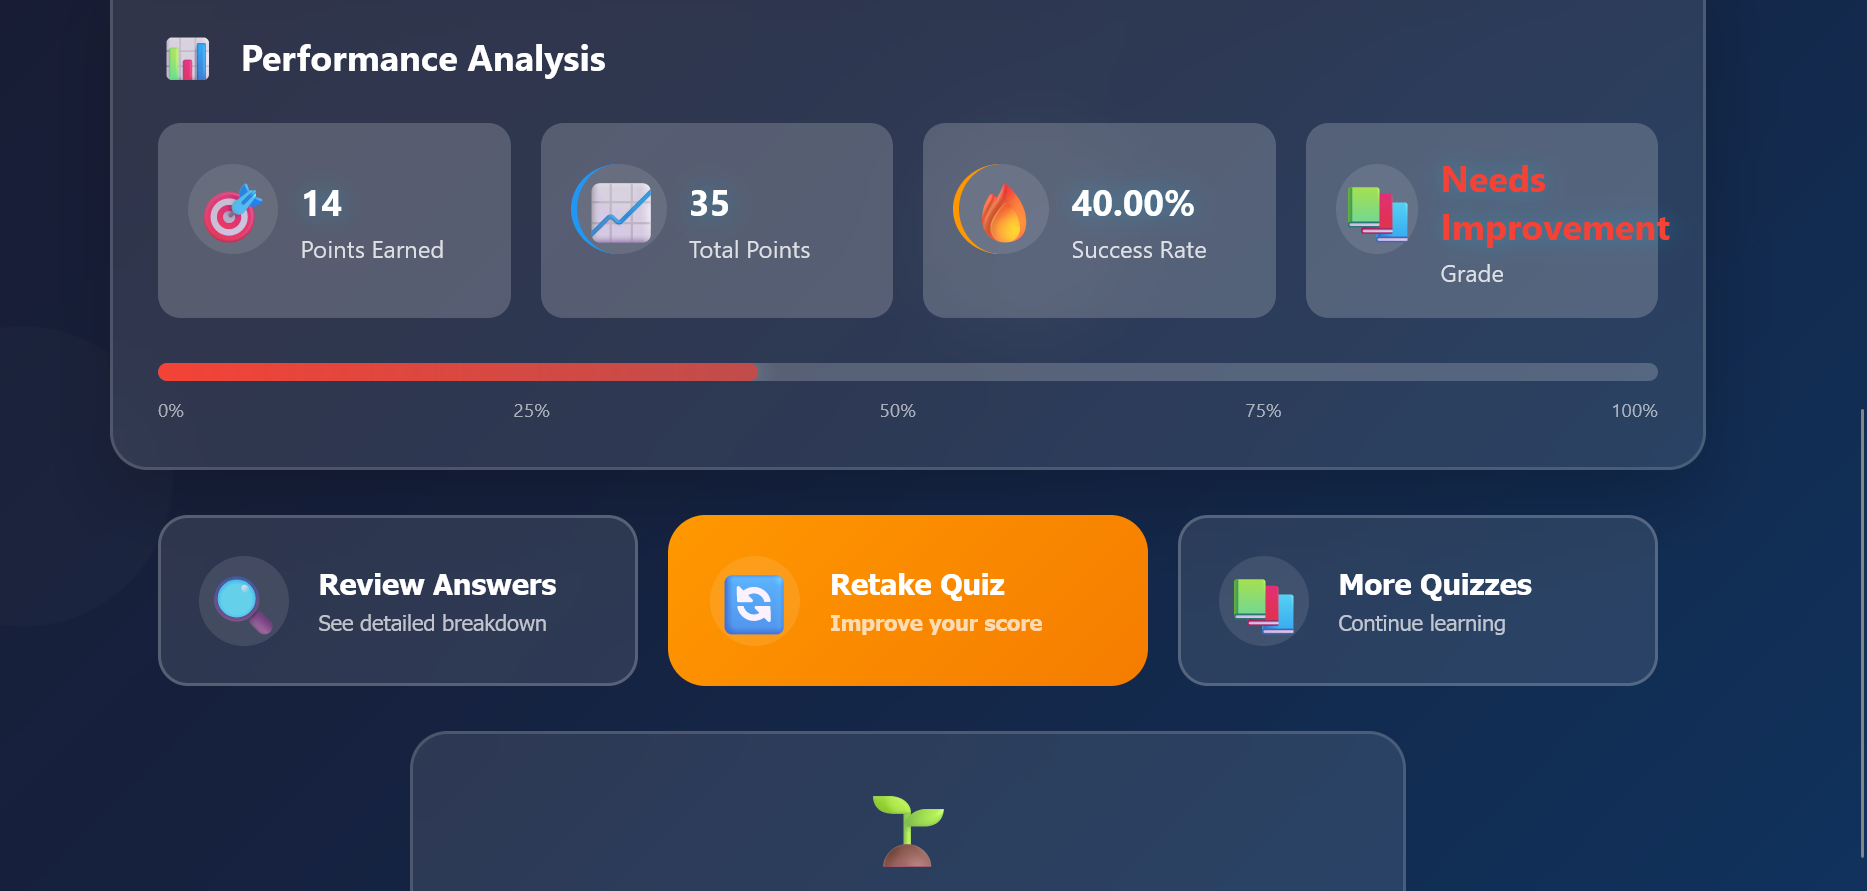 Performance Analysis
14
Points Earned
35
Total Points
40.00%
Success Rate
Needs
Improvement
Grade
0%
25%
50%
75%
100%
Review Answers
See detailed breakdown
Retake Quiz
Improve your score
More Quizzes
Continue learning